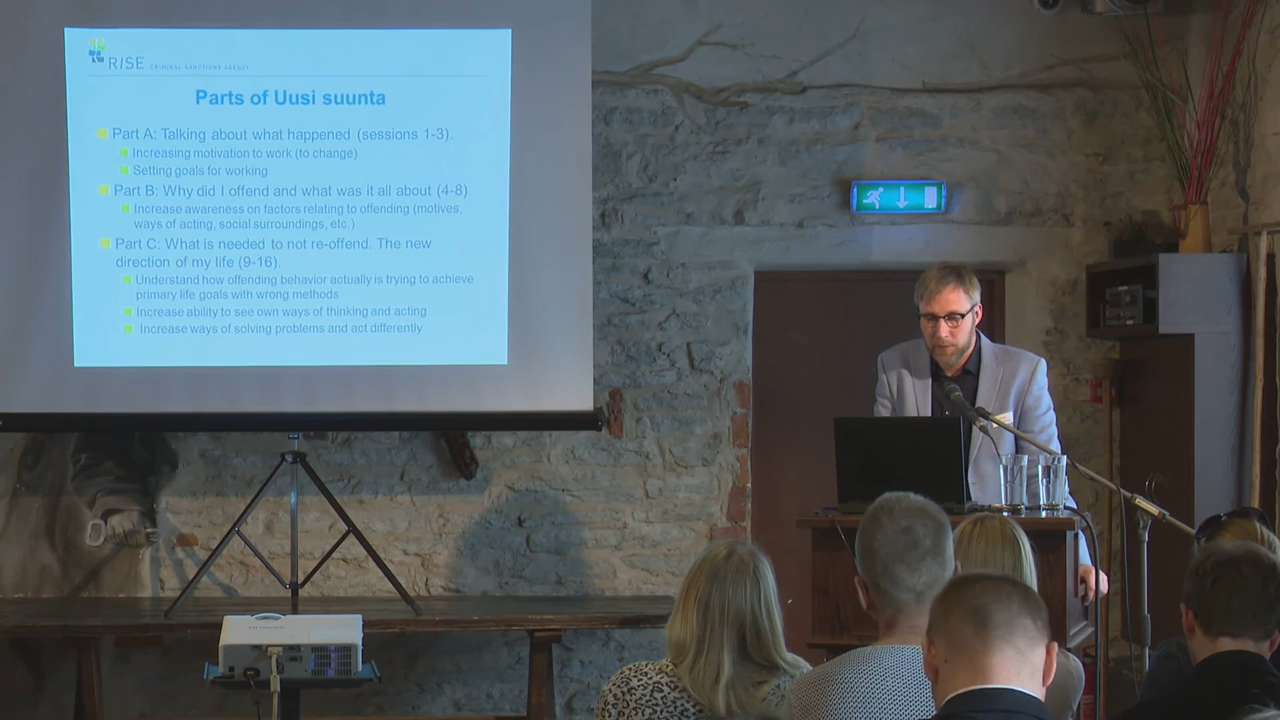 RISE CRIMINAL SANCTIONS AGENCY
Parts of Uusi suunta
Part A: Talking about what happened (sessions 1-3).
Increasing motivation to work (to change)
Setting goals for working
Part B: Why did I offend and what was it all about (4-8)
Increase awareness on factors relating to offending (motives,
ways of acting, social surroundings, etc.)
Part C: What is needed to not re-offend. The new
direction of my life (9-16).
Understand how offending behavior actually is trying to achieve
primary life goals with wrong methods
Increase ability to see own ways of thinking and acting
Increase ways of solving problems and act differently